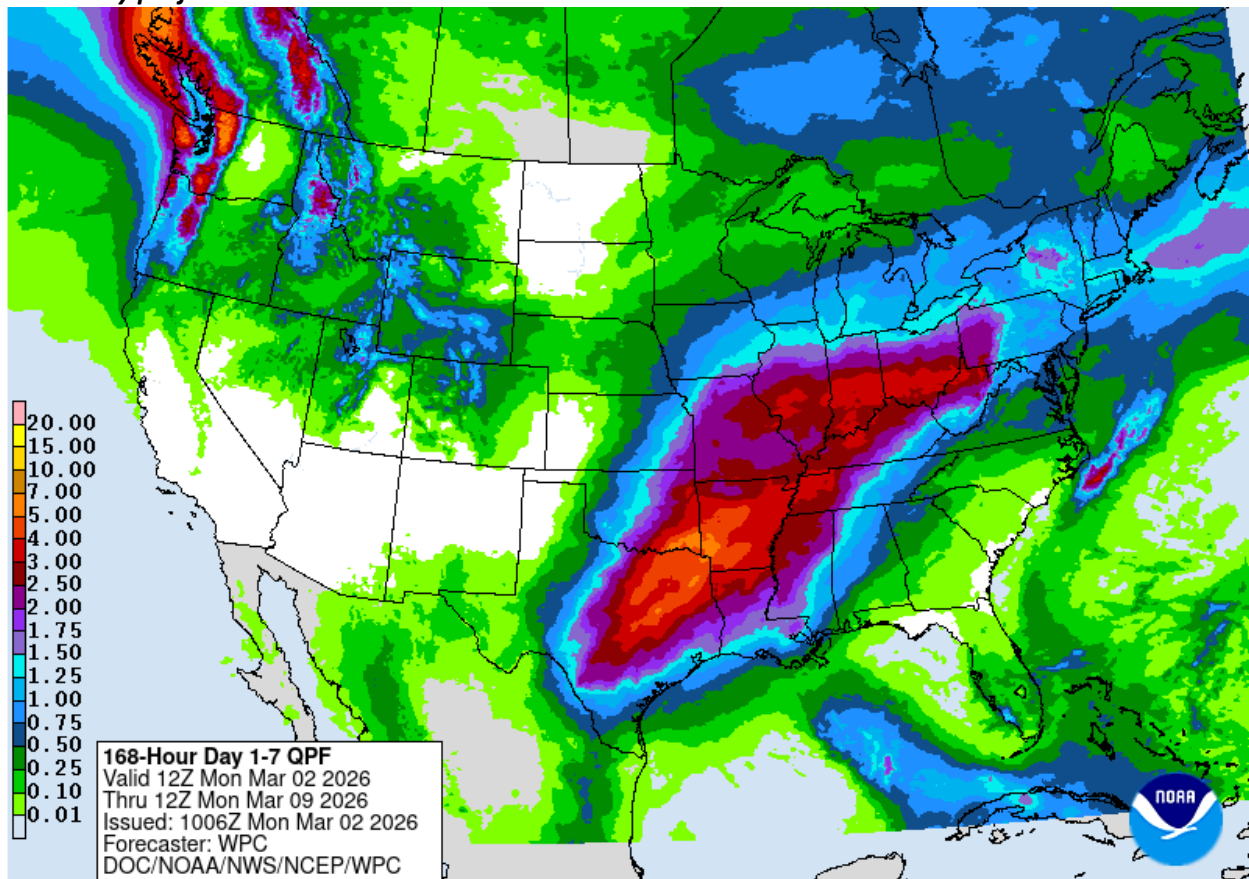 20.00
15.00
10.00
7.00
5.00
4.00
3.00
2.50
2.00
1.75
1.50
1.25
1.00
0.75
0.50
0.25
0.10
0.01
168-Hour Day 1-7 QPF
Valid 12Z Mon Mar 02 2026
Thru 12Z Mon Mar 09 2026
Issued: 1006Z Mon Mar 02 2026
Forecaster: WPC
DOC/NOAA/NWS/NCEP/WPC
NOAA